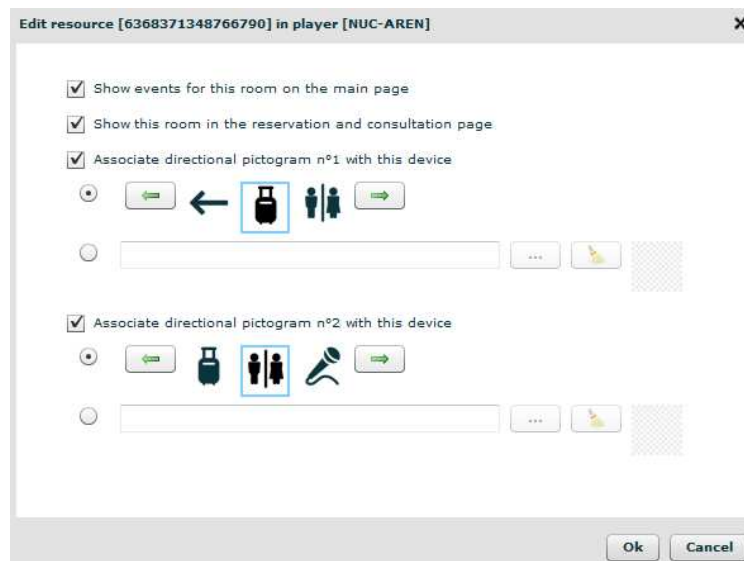 Edit resource [6368371348766790] in player [NUC-AREN]
Show events for this room on the main page
Show this room in the reservation and consultation page
Associate directional pictogram nº1 with this device
...
Associate directional pictogram nº2 with this device
...
Ok Cancel